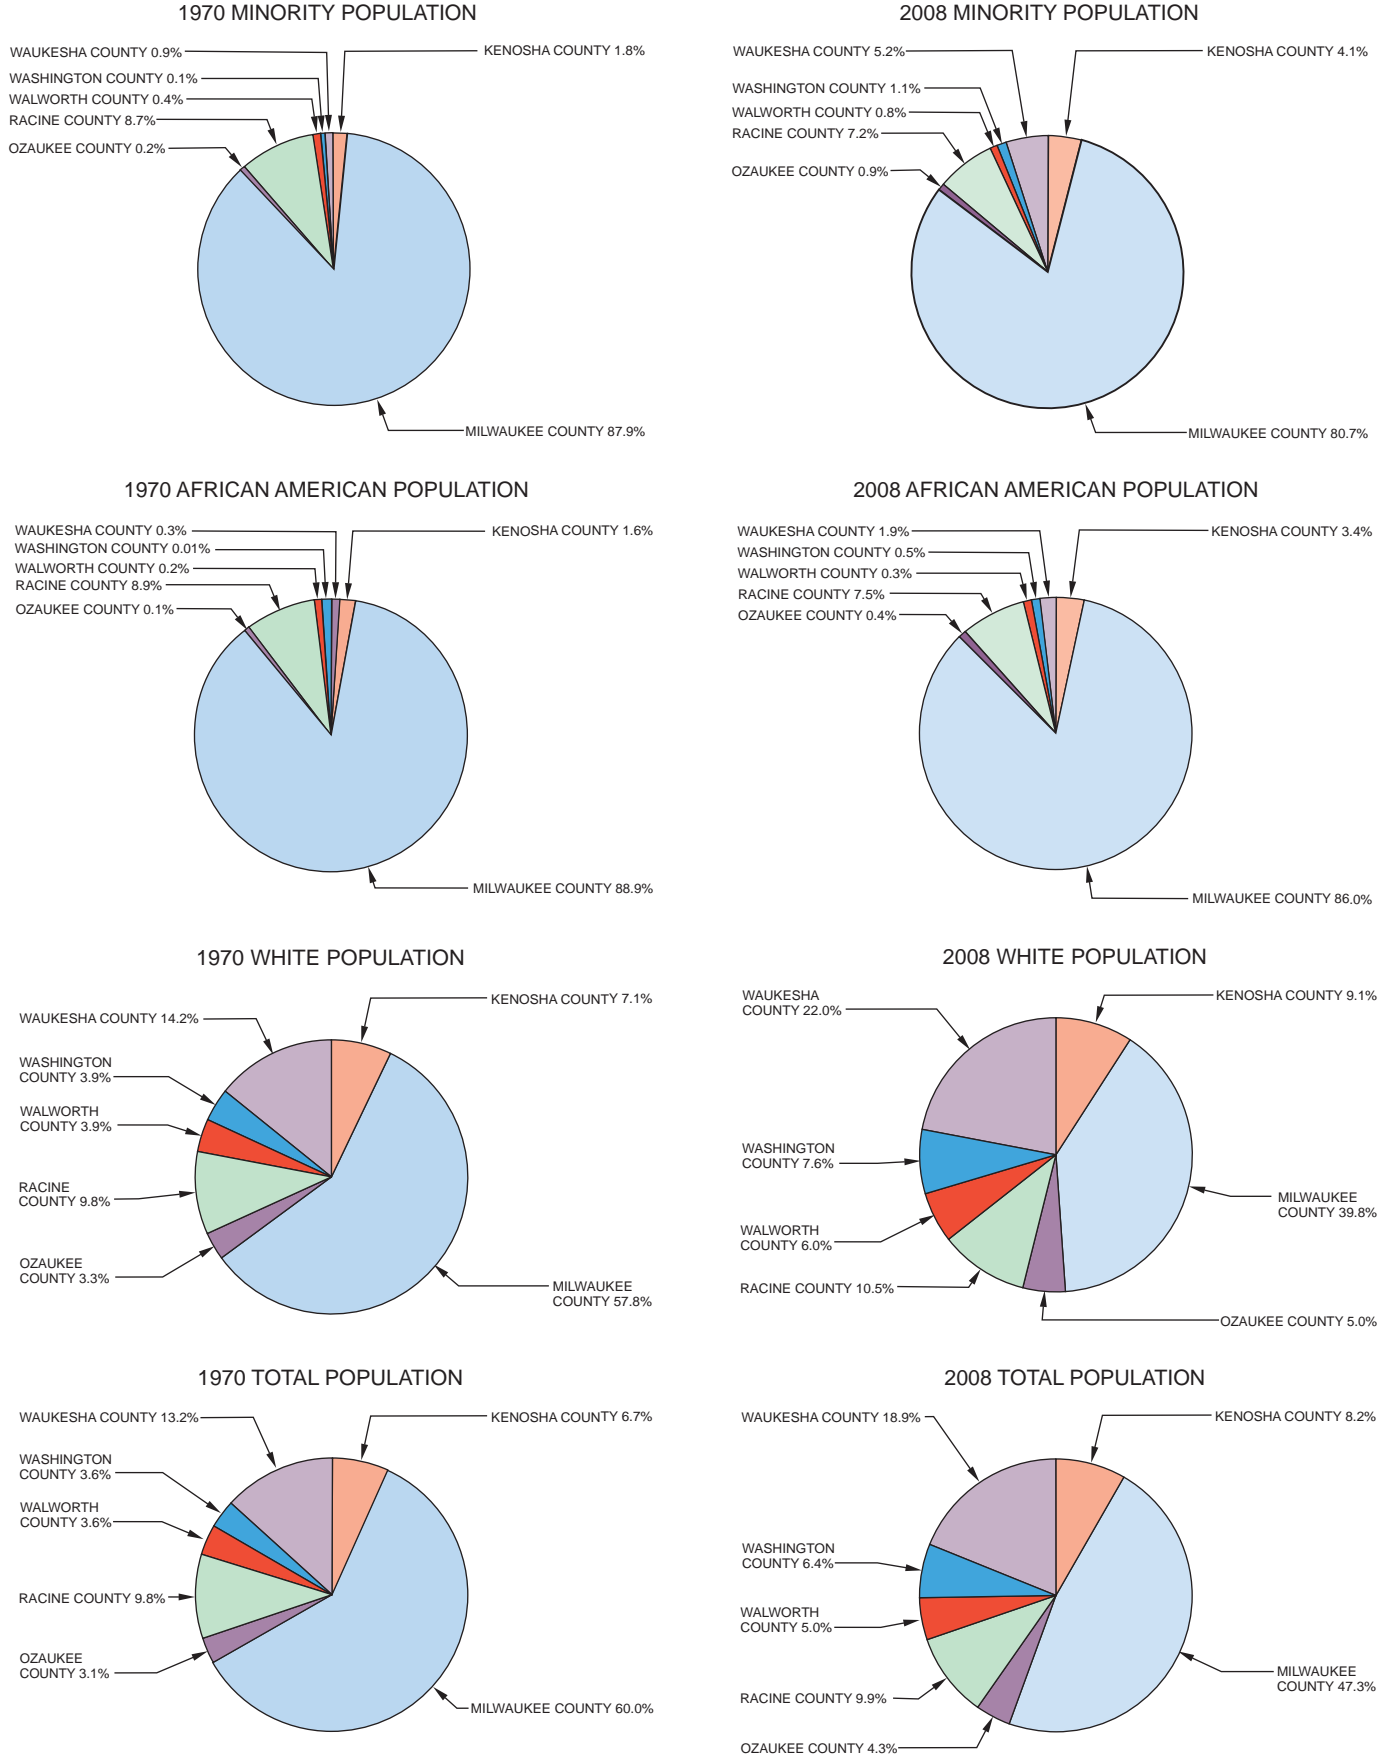 1970 MINORITY POPULATION
WAUKESHA COUNTY 0.9%
KENOSHA COUNTY 1.8%
WASHINGTON COUNTY 0.1%
WALWORTH COUNTY 0.4%
RACINE COUNTY 8.7%
OZAUKEE COUNTY 0.2%
MILWAUKEE COUNTY 87.9%
2008 MINORITY POPULATION
WAUKESHA COUNTY 5.2%
KENOSHA COUNTY 4.1%
WASHINGTON COUNTY 1.1%
WALWORTH COUNTY 0.8%
RACINE COUNTY 7.2%
OZAUKEE COUNTY 0.9%
MILWAUKEE COUNTY 80.7%
1970 AFRICAN AMERICAN POPULATION
WAUKESHA COUNTY 0.3%
KENOSHA COUNTY 1.6%
WASHINGTON COUNTY 0.01%
WALWORTH COUNTY 0.2%
RACINE COUNTY 8.9%
OZAUKEE COUNTY 0.1%
MILWAUKEE COUNTY 88.9%
2008 AFRICAN AMERICAN POPULATION
WAUKESHA COUNTY 1.9%
KENOSHA COUNTY 3.4%
WASHINGTON COUNTY 0.5%
WALWORTH COUNTY 0.3%
RACINE COUNTY 7.5%
OZAUKEE COUNTY 0.4%
MILWAUKEE COUNTY 86.0%
1970 WHITE POPULATION
KENOSHA COUNTY 7.1%
WAUKESHA COUNTY 14.2%
WASHINGTON
COUNTY 3.9%
WALWORTH
COUNTY 3.9%
RACINE
COUNTY 9.8%
OZAUKEE
COUNTY 3.3%
MILWAUKEE
COUNTY 57.8%
2008 WHITE POPULATION
WAUKESHA
COUNTY 22.0%
KENOSHA COUNTY 9.1%
WASHINGTON
COUNTY 7.6%
MILWAUKEE
COUNTY 39.8%
WALWORTH
COUNTY 6.0%
RACINE COUNTY 10.5%
OZAUKEE COUNTY 5.0%
1970 TOTAL POPULATION
WAUKESHA COUNTY 13.2%
KENOSHA COUNTY 6.7%
WASHINGTON
COUNTY 3.6%
WALWORTH
COUNTY 3.6%
RACINE COUNTY 9.8%
OZAUKEE
COUNTY 3.1%
MILWAUKEE COUNTY 60.0%
2008 TOTAL POPULATION
WAUKESHA COUNTY 18.9%
KENOSHA COUNTY 8.2%
WASHINGTON
COUNTY 6.4%
WALWORTH
COUNTY 5.0%
MILWAUKEE
COUNTY 47.3%
RACINE COUNTY 9.9%
OZAUKEE COUNTY 4.3%